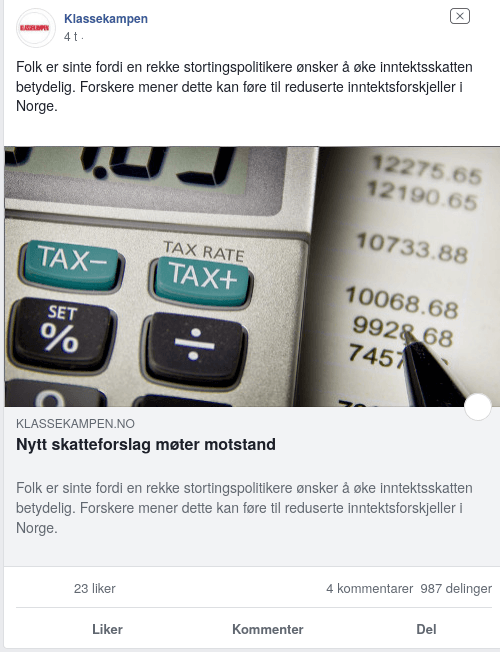 KLASSEKAMPEN
Klassekampen
4 t ·
Folk er sinte fordi en rekke stortingspolitikere ønsker å øke inntektsskatten
betydelig. Forskere mener dette kan føre til reduserte inntektsforskjeller i
Norge.
12275.65
12190.65
10733.88
10068.68
9928.68
TAX−
TAX RATE
TAX+
SET
%
÷
KLASSEKAMPEN.NO
Nytt skatteforslag møter motstand
Folk er sinte fordi en rekke stortingspolitikere ønsker å øke inntektsskatten
betydelig. Forskere mener dette kan føre til reduserte inntektsforskjeller i
Norge.
23 liker
4 kommentarer 987 delinger
Liker Kommenter Del